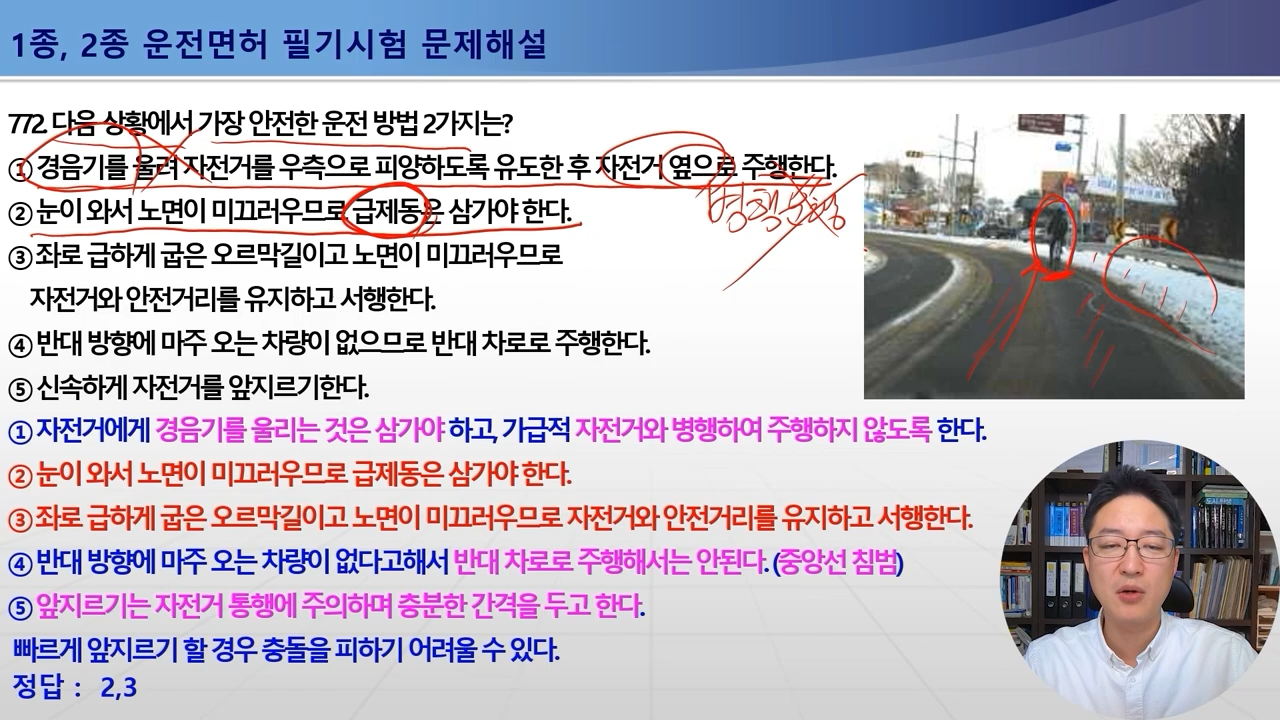 1종, 2종 운전면허 필기시험 문제해설
772. 다음 상황에서 가장 안전한 운전 방법 2가지는?
① 경음기를 울려 자전거를 우측으로 피양하도록 유도한 후 자전거 옆으로 주행한다.
② 눈이 와서 노면이 미끄러우므로 급제동은 삼가야 한다.
③ 좌로 급하게 굽은 오르막길이고 노면이 미끄러우므로
자전거와 안전거리를 유지하고 서행한다.
④ 반대 방향에 마주 오는 차량이 없으므로 반대 차로로 주행한다.
⑤ 신속하게 자전거를 앞지르기한다.
① 자전거에게 경음기를 울리는 것은 삼가야 하고, 가급적 자전거와 병행하여 주행하지 않도록 한다.
② 눈이 와서 노면이 미끄러우므로 급제동은 삼가야 한다.
③ 좌로 급하게 굽은 오르막길이고 노면이 미끄러우므로 자전거와 안전거리를 유지하고 서행한다.
④ 반대 방향에 마주 오는 차량이 없다고해서 반대 차로로 주행해서는 안된다. (중앙선 침범)
⑤ 앞지르기는 자전거 통행에 주의하며 충분한 간격을 두고 한다.
빠르게 앞지르기 할 경우 충돌을 피하기 어려울 수 있다.
정답 : 2,3